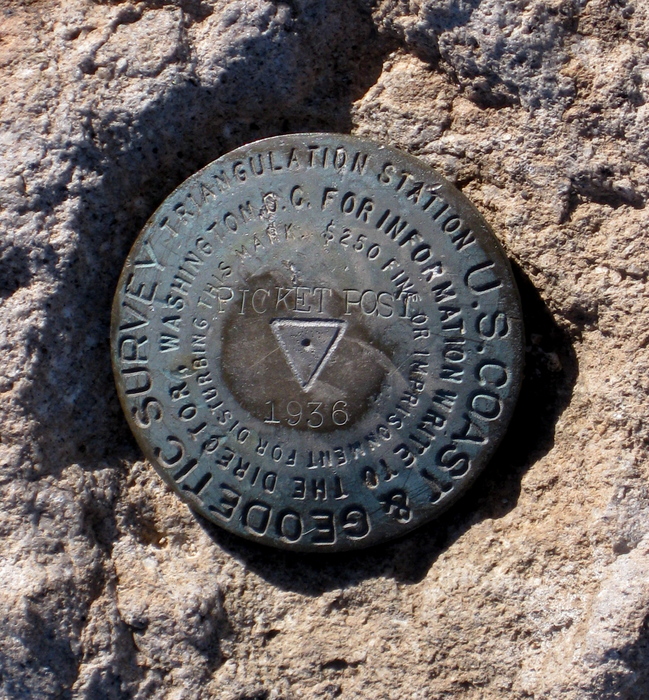 U.S. COAST & GEODETIC SURVEY
TRIANGULATION STATION
FOR INFORMATION WRITE TO THE DIRECTOR, WASHINGTON, D.C.
$250 FINE OR IMPRISONMENT FOR DISTURBING THIS MARK.
PICKET POST
1936